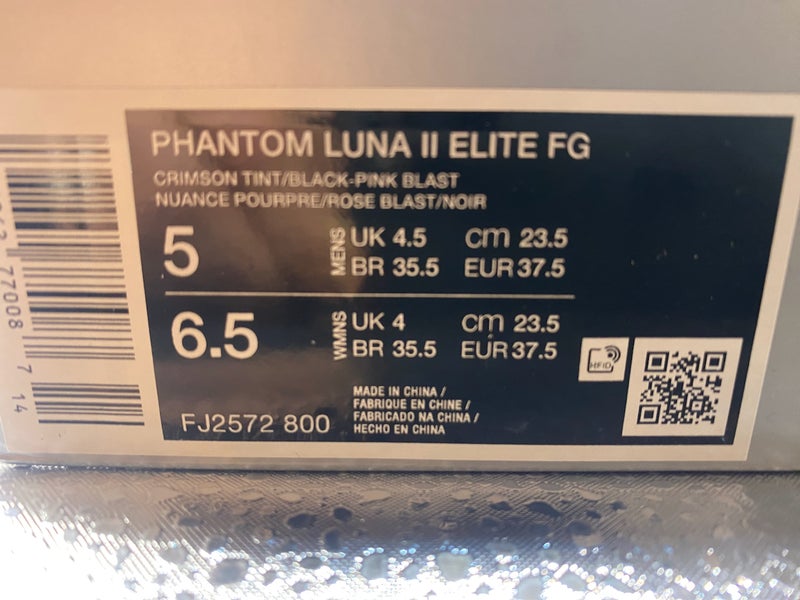 PHANTOM LUNA II ELITE FG
CRIMSON TINT/BLACK-PINK BLAST
NUANCE POURPRE/ROSE BLAST/NOIR
5 MENS UK 4.5 cm 23.5
BR 35.5 EUR 37.5
6.5 WMNS UK 4 cm 23.5
BR 35.5 EUR 37.5
FJ2572 800
MADE IN CHINA /
FABRIQUE EN CHINE /
FABRICADO NA CHINA /
HECHO EN CHINA
HFID
77008 7 14